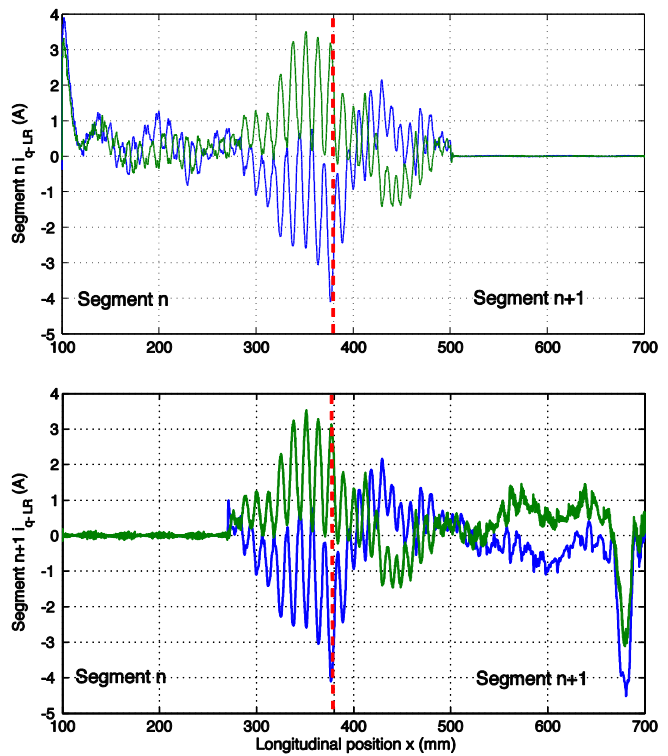 4
3
2
1
0
-1
-2
-3
-4
-5
Segment n i q-LR (A)
Segment n
Segment n+1
100 200 300 400 500 600 700
4
3
2
1
0
-1
-2
-3
-4
-5
Segment n+1 i q-LR (A)
Segment n
Segment n+1
100 200 300 400 500 600 700
Longitudinal position x (mm)